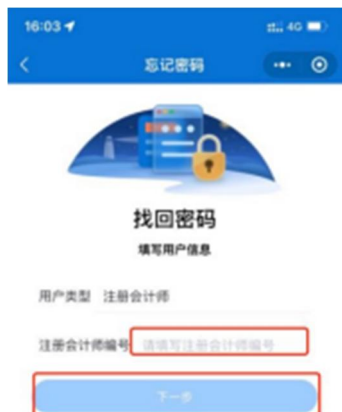 16:03 4G
忘记密码
找回密码
填写用户信息
用户类型 注册会计师
注册会计师编号 请填写注册会计师编号
下一步